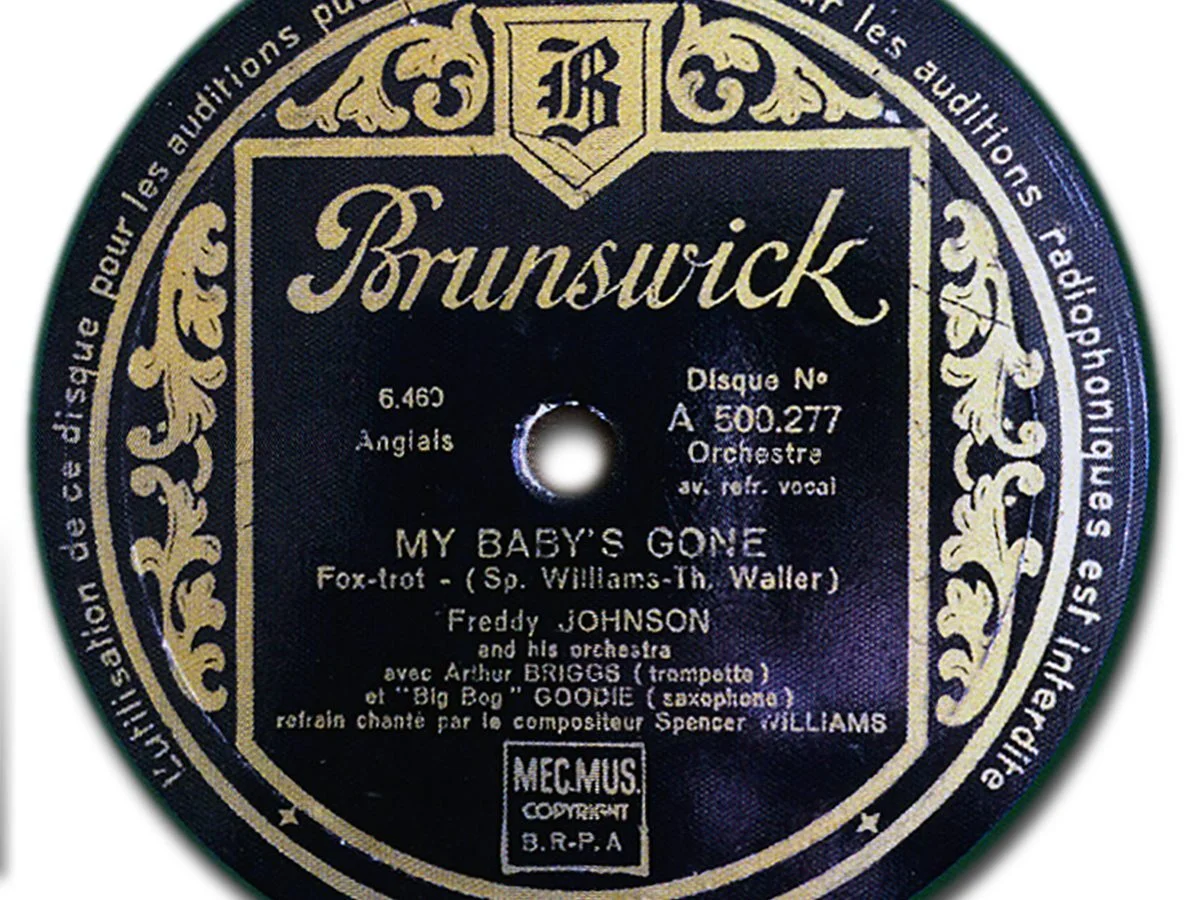 L'utilisation de ce disque pour les auditions
les auditions radiophoniques est interdite
B
Brunswick
6.460
Anglais
Disque Nº
A 500.277
Orchestre
av. refr. vocal
MY BABY'S GONE
Fox-trot - (Sp. Williams-Th. Waller)
Freddy JOHNSON
and his orchestra
avec Arthur BRIGGS (trompette)
et "Big Bog" GOODIE (saxophone)
refrain chanté par le compositeur Spencer WILLIAMS
MEC.MUS.
COPYRIGHT
B.R-P.A